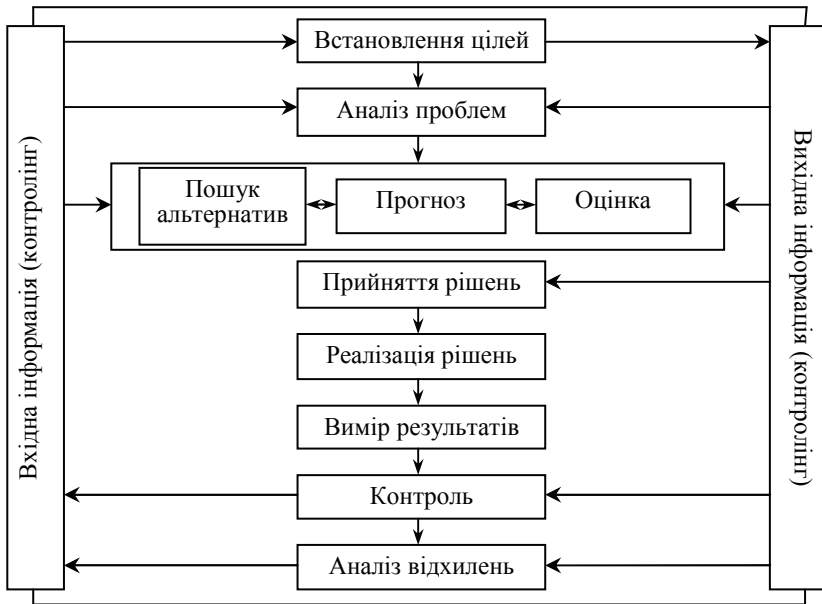 Вхідна інформація (контролінг)
Встановлення цілей
Аналіз проблем
Пошук
альтернатив
Прогноз
Оцінка
Прийняття рішень
Реалізація рішень
Вимір результатів
Контроль
Аналіз відхилень
Вихідна інформація (контролінг)